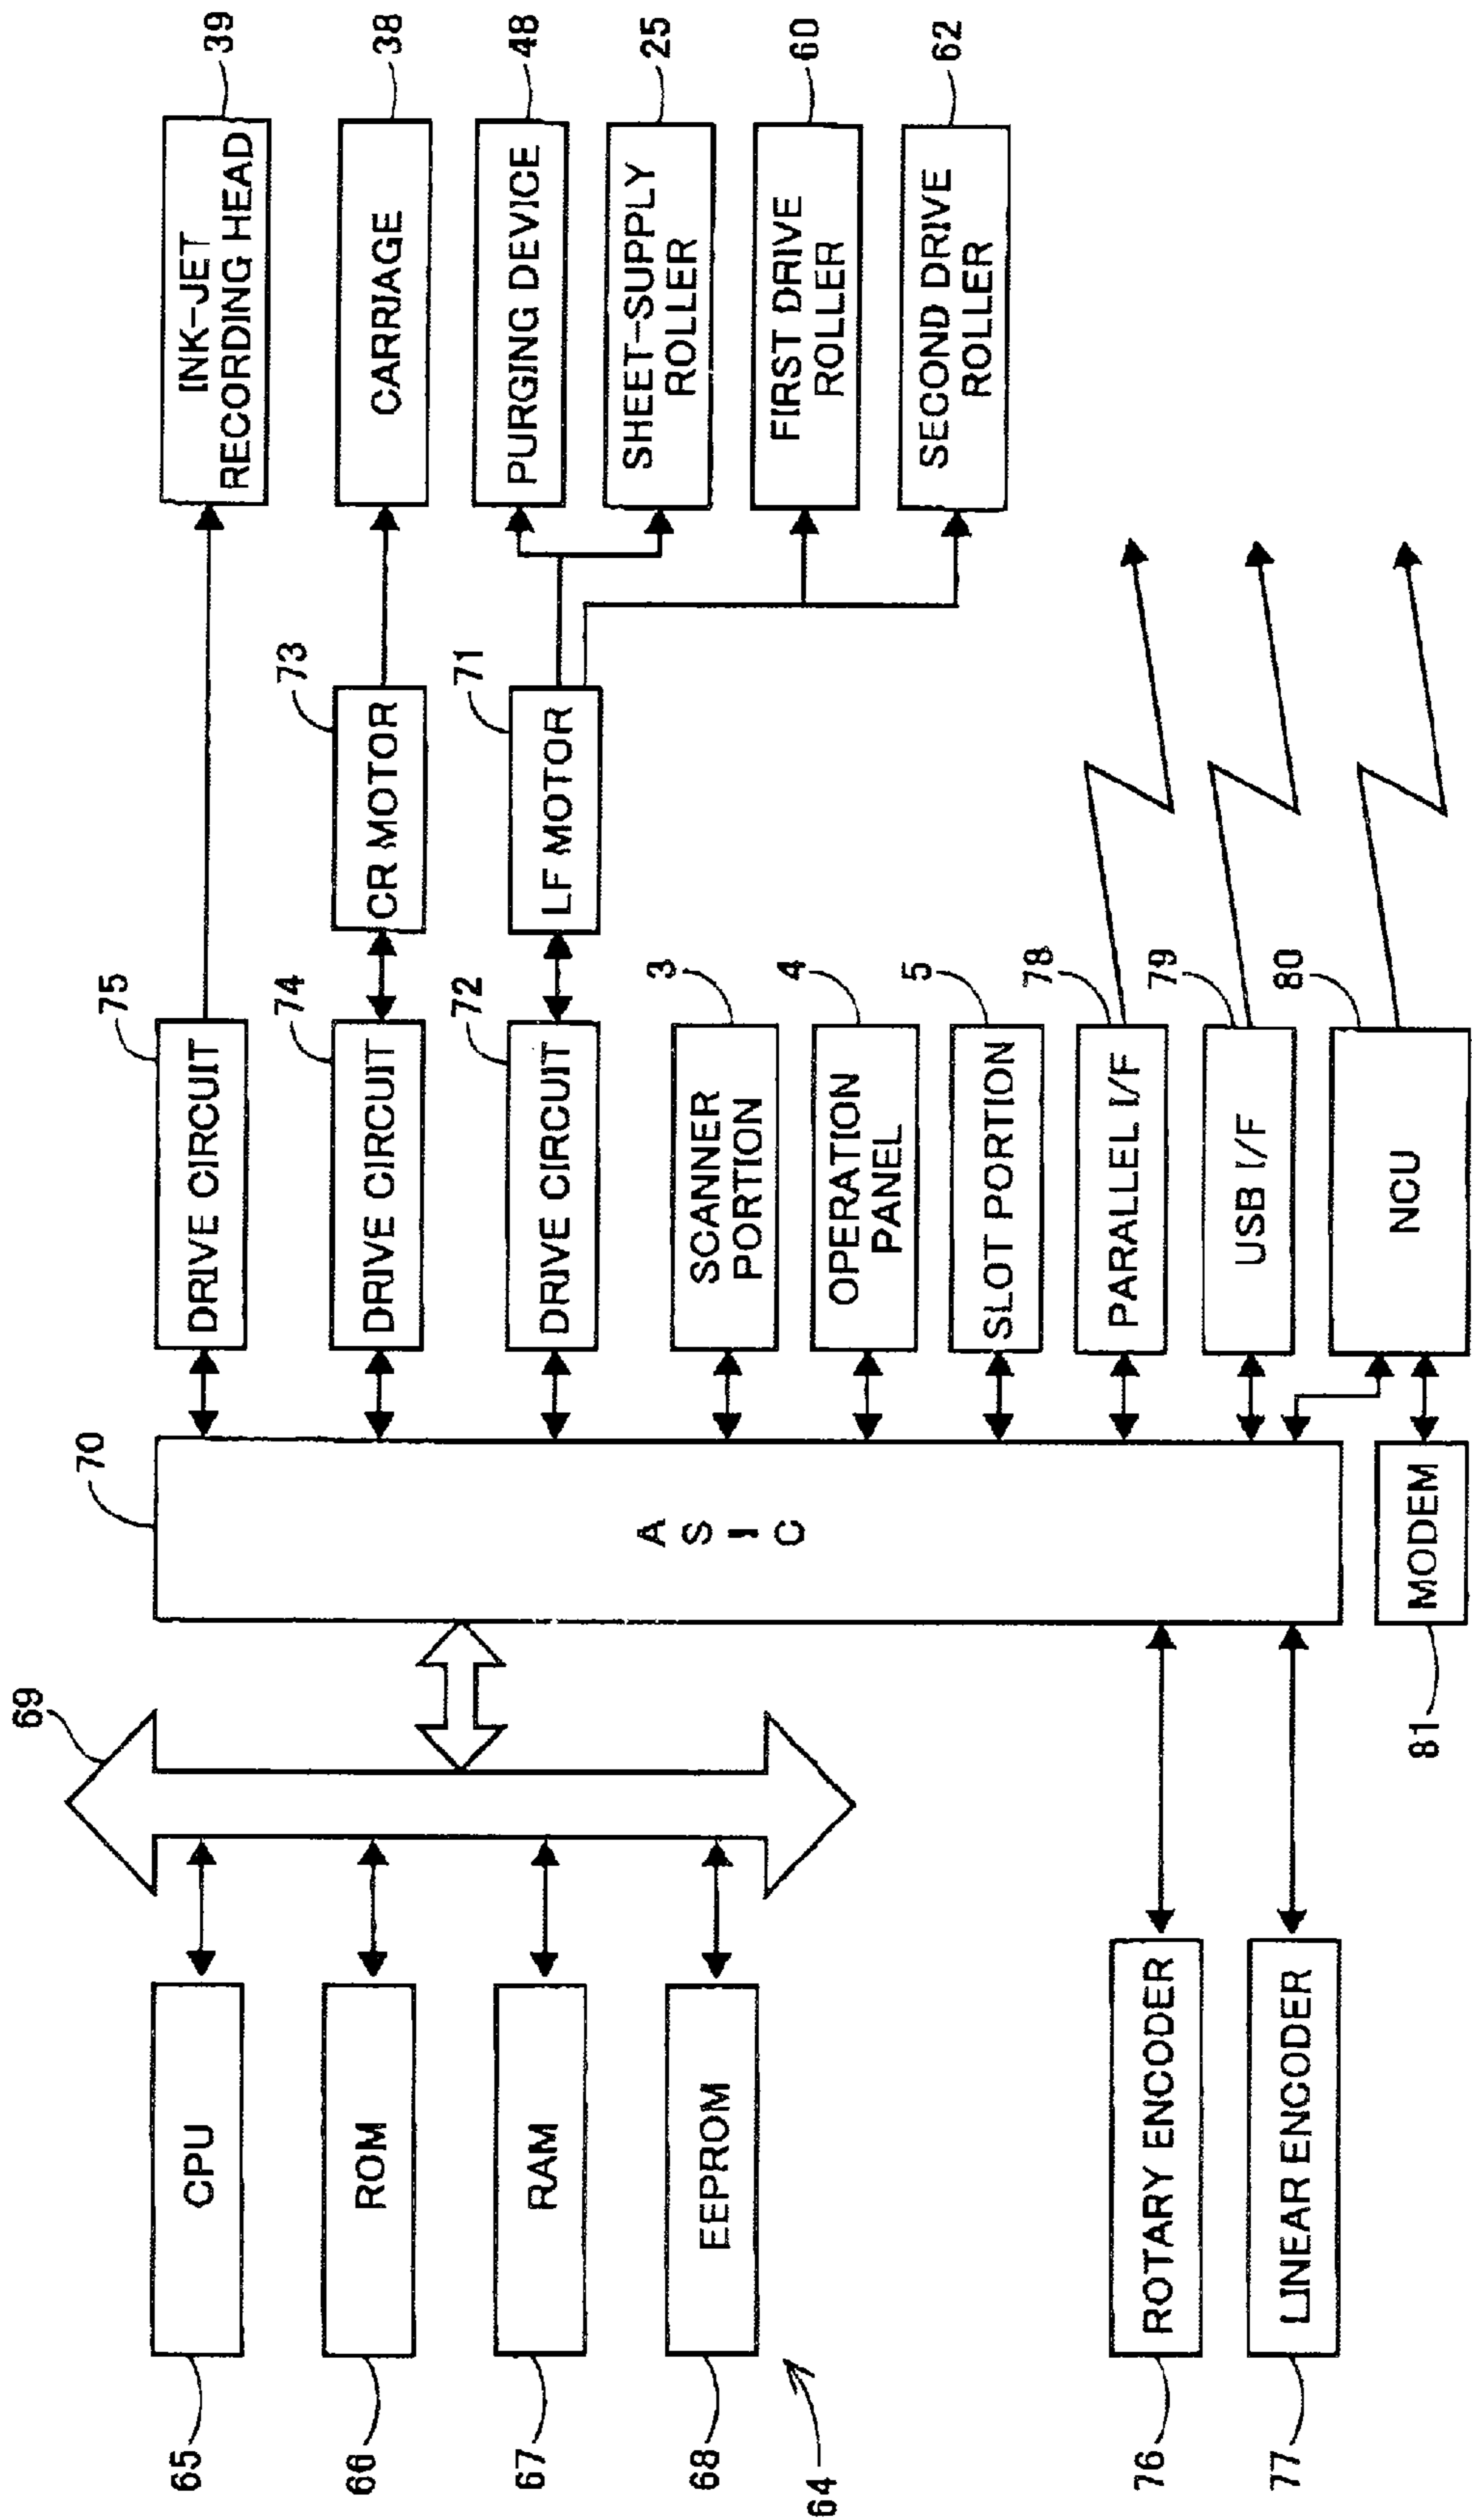 65
CPU
66
ROM
67
RAM
68
EEPROM
64
76
ROTARY ENCODER
77
LINEAR ENCODER
69
70
ASIC
81
MODEM
75
DRIVE CIRCUIT
74
DRIVE CIRCUIT
72
DRIVE CIRCUIT
3
SCANNER
PORTION
4
OPERATION
PANEL
5
SLOT PORTION
78
PARALLEL I/F
79
USB I/F
80
NCU
73
CR MOTOR
71
LF MOTOR
INK-JET
RECORDING HEAD
39
CARRIAGE
38
PURGING DEVICE
48
SHEET-SUPPLY
ROLLER
25
FIRST DRIVE
ROLLER
60
SECOND DRIVE
ROLLER
62